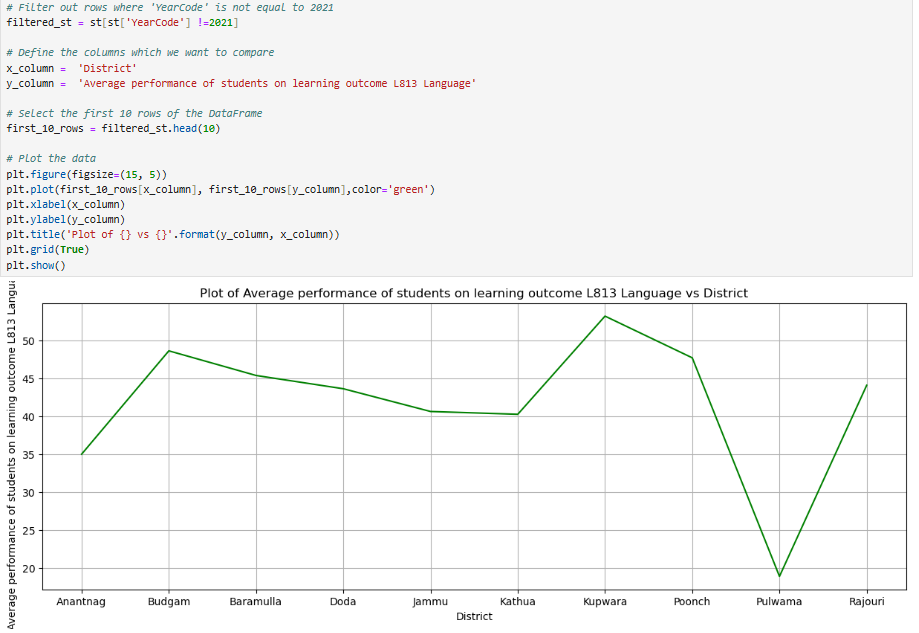 # Filter out rows where 'YearCode' is not equal to 2021
filtered_st = st[st['YearCode'] !=2021]
# Define the columns which we want to compare
x_column =  'District'
y_column =  'Average performance of students on learning outcome L813 Language'
# Select the first 10 rows of the DataFrame
first_10_rows = filtered_st.head(10)
# Plot the data
plt.figure(figsize=(15, 5))
plt.plot(first_10_rows[x_column], first_10_rows[y_column],color='green')
plt.xlabel(x_column)
plt.ylabel(y_column)
plt.title('Plot of {} vs {}'.format(y_column, x_column))
plt.grid(True)
plt.show()
Plot of Average performance of students on learning outcome L813 Language vs District
Average performance of students on learning outcome L813 Langua
50
45
40
35
30
25
20
Anantnag Budgam Baramulla Doda Jammu Kathua Kupwara Poonch Pulwama Rajouri
District